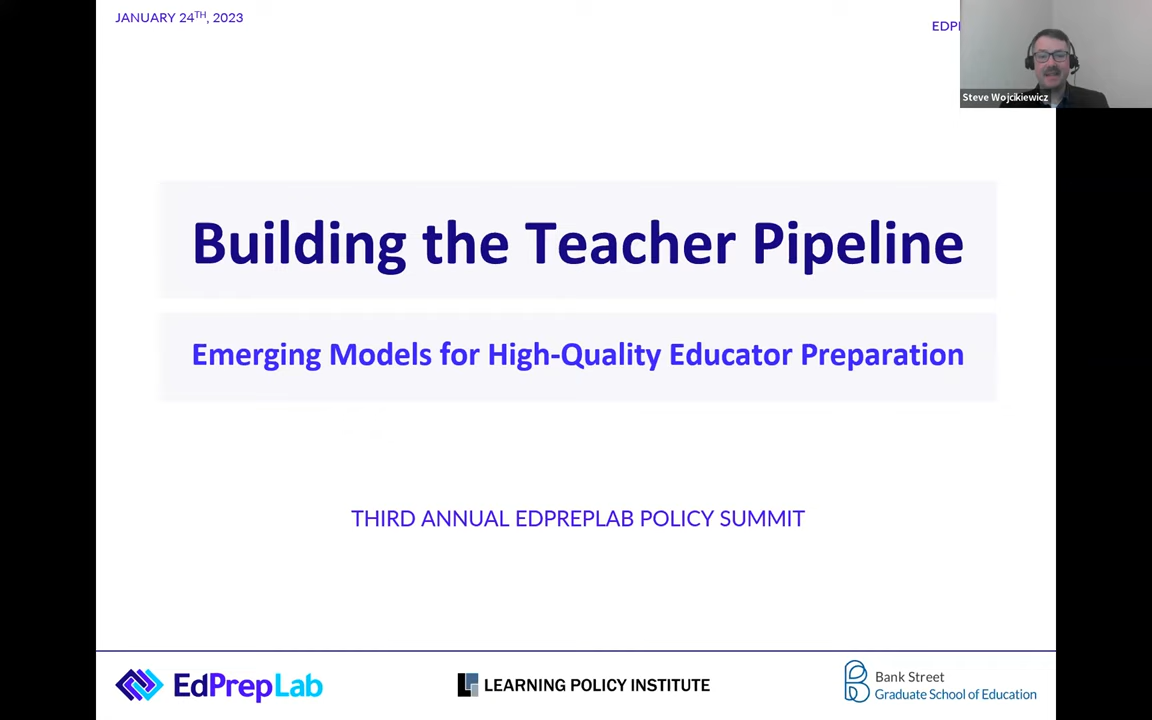 JANUARY 24TH, 2023
Steve Wojcikiewicz
Building the Teacher Pipeline
Emerging Models for High-Quality Educator Preparation
THIRD ANNUAL EDPREPLAB POLICY SUMMIT
EdPrepLab
LEARNING POLICY INSTITUTE
Bank Street
Graduate School of Education